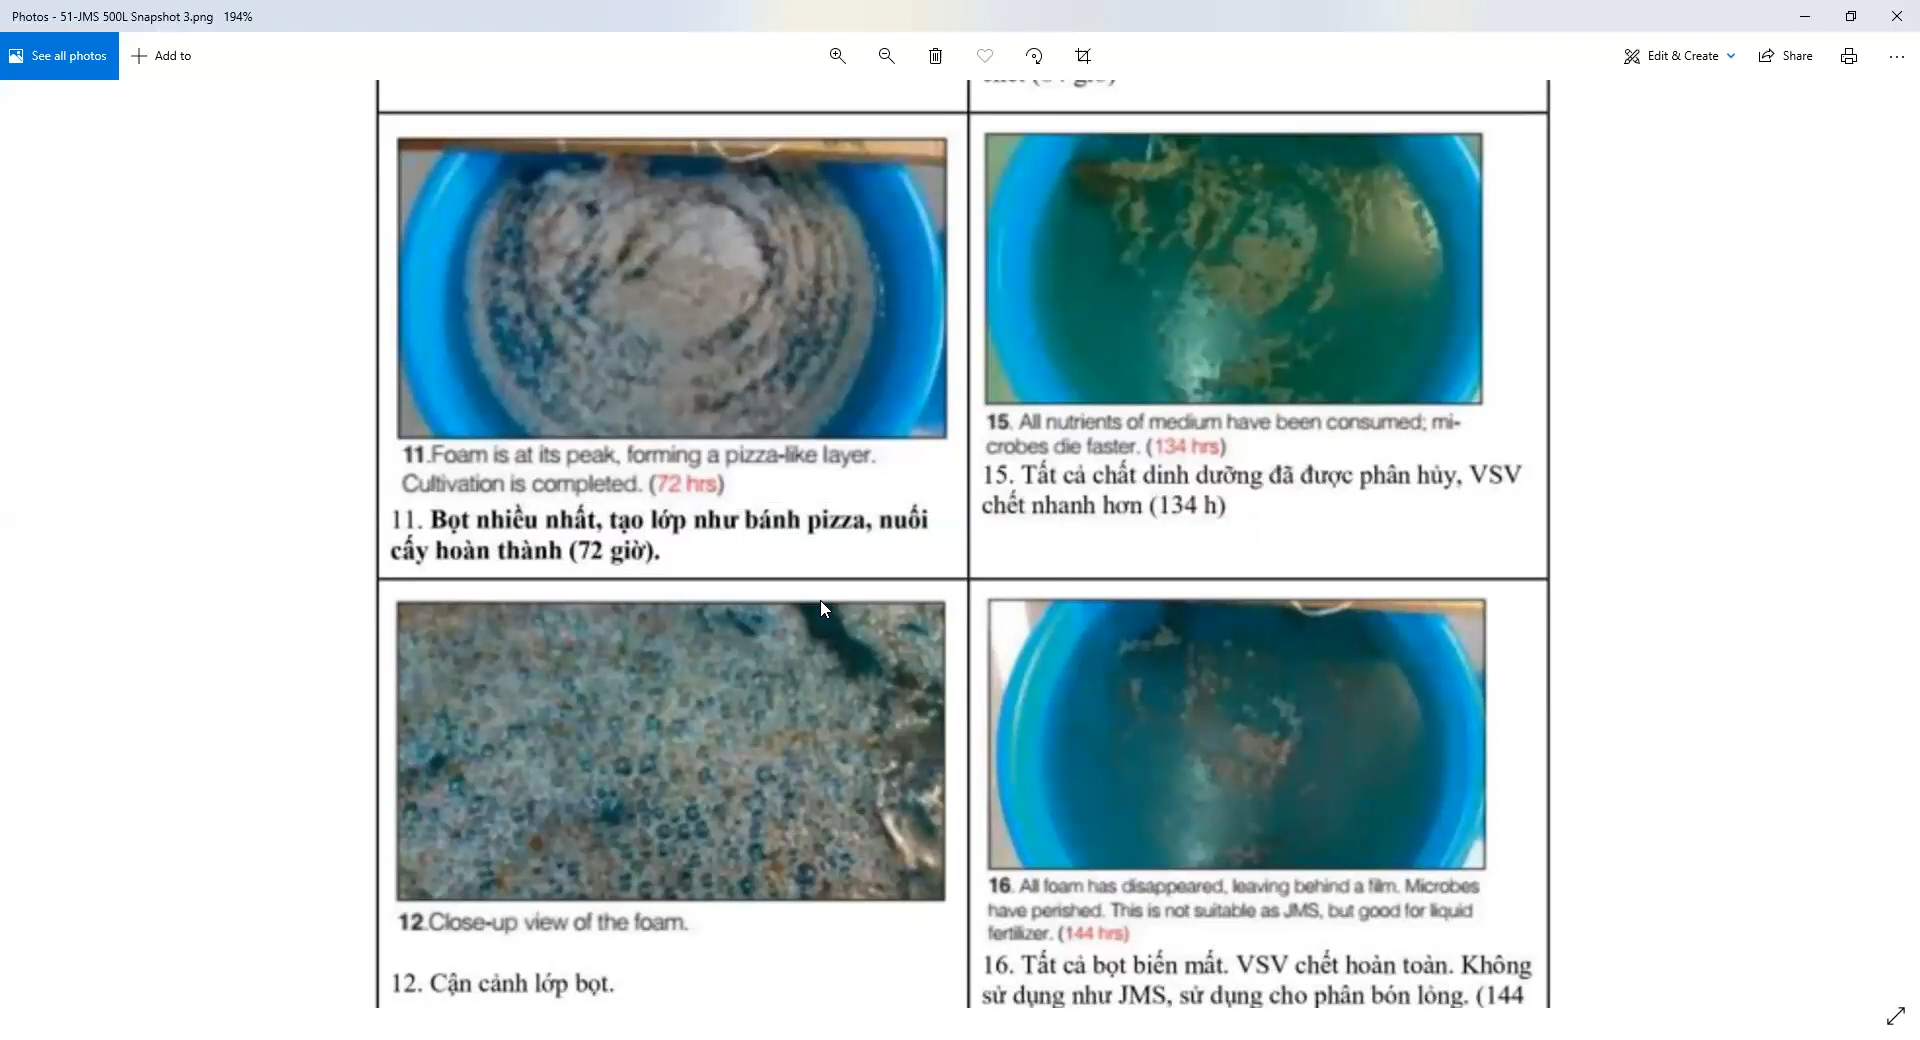 Photos - 51-JMS 500L Snapshot 3.png 194%
See all photos
Add to
Edit & Create
Share
11.Foam is at its peak, forming a pizza-like layer.
Cultivation is completed. (72 hrs)
11. Bọt nhiều nhất, tạo lớp như bánh pizza, nuối
cấy hoàn thành (72 giờ).
15. All nutrients of medium have been consumed; mi-
crobes die faster. (134 hrs)
15. Tất cả chất dinh dưỡng đã được phân hủy, VSV
chết nhanh hơn (134 h)
12.Close-up view of the foam.
12. Cận cảnh lớp bọt.
16. All foam has disappeared, leaving behind a film. Microbes
have perished. This is not suitable as JMS, but good for liquid
fertilizer. (144 hrs)
16. Tất cả bọt biến mất. VSV chết hoàn toàn. Không
sử dụng như JMS, sử dụng cho phân bón lỏng. (144